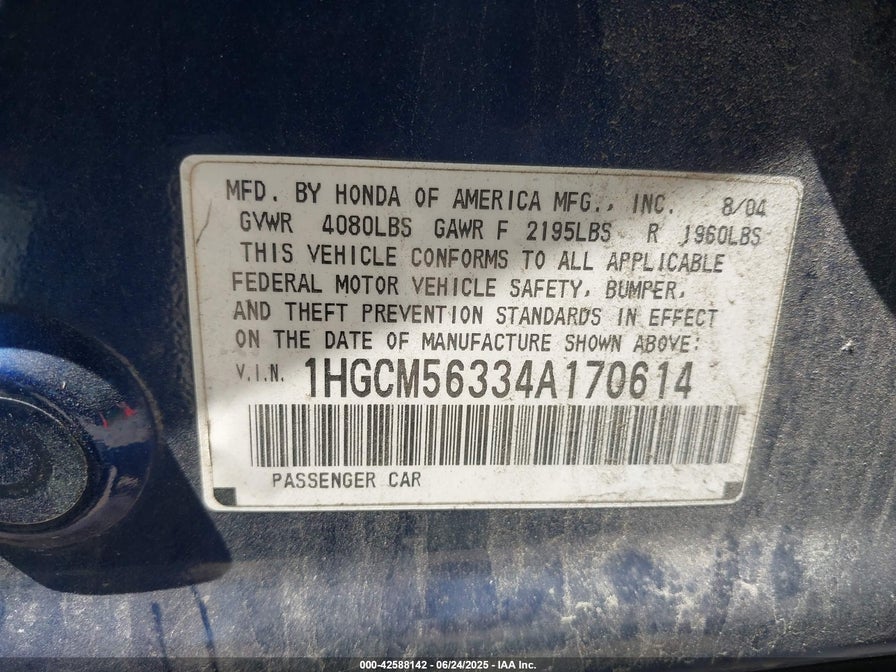 MFD. BY HONDA OF AMERICA MFG., INC. 8/04
GVWR 4080LBS GAWR F 2195LBS R 1960LBS
THIS VEHICLE CONFORMS TO ALL APPLICABLE
FEDERAL MOTOR VEHICLE SAFETY, BUMPER,
AND THEFT PREVENTION STANDARDS IN EFFECT
ON THE DATE OF MANUFACTURE SHOWN ABOVE:
V.I.N. 1HGCM56334A170614
PASSENGER CAR
000-42588142 - 06/24/2025 - IAA Inc.